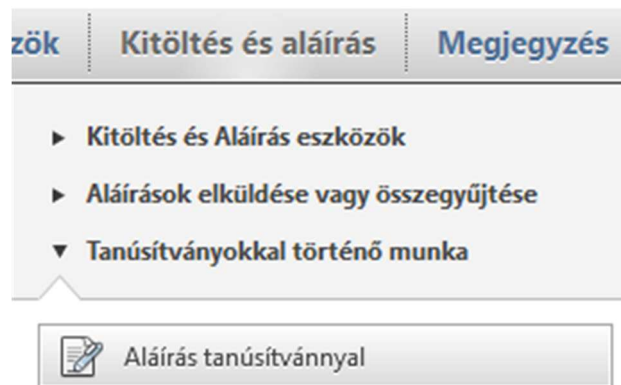 zök Kitöltés és aláírás Megjegyzés
Kitöltés és Aláírás eszközök
Aláírások elküldése vagy összegyűjtése
Tanúsítványokkal történő munka
Aláírás tanúsítvánnyal